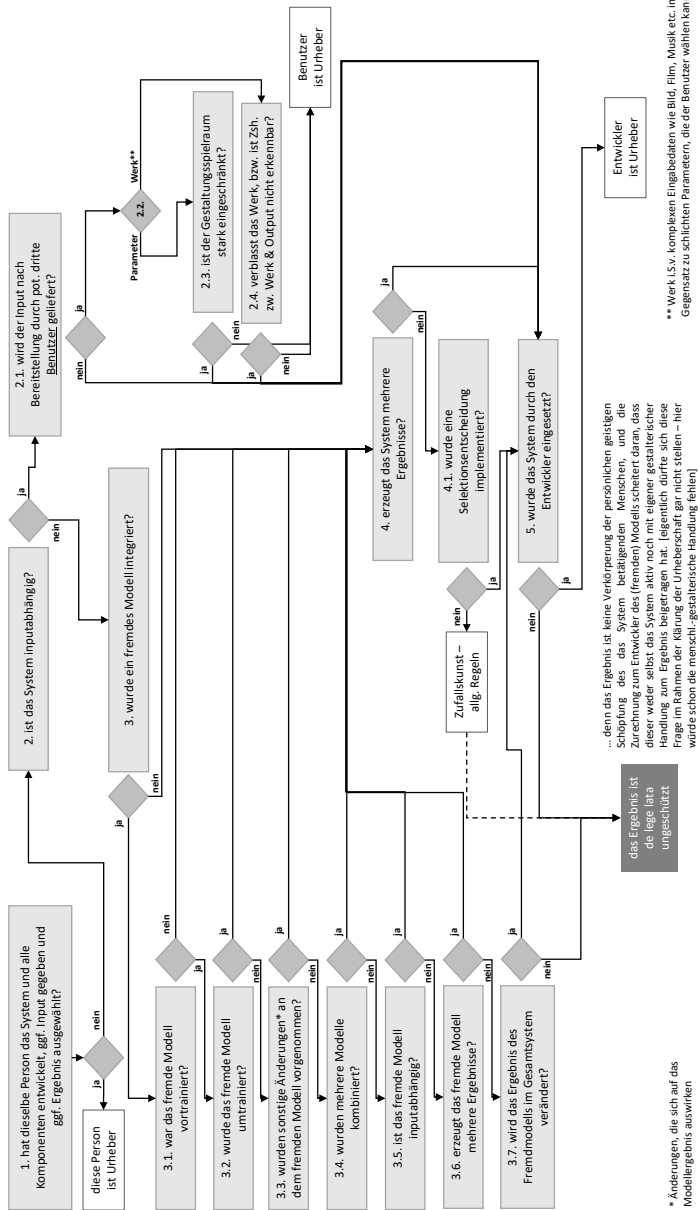 1. hat dieselbe Person das System und alle
Komponenten entwickelt, ggf. Input gegeben und
ggf. Ergebnis ausgewählt?
ja
nein
diese Person
ist Urheber
2. ist das System inputabhängig?
ja
nein
2.1. wird der Input nach
Bereitstellung durch pot. dritte
Benutzer geliefert?
ja
nein
2.2.
Parameter
Werk**
2.3. ist der Gestaltungsspielraum
stark eingeschränkt?
ja
nein
2.4. verblasst das Werk, bzw. ist Zsh.
zw. Werk & Output nicht erkennbar?
ja
nein
Benutzer
ist Urheber
3. wurde ein fremdes Modell integriert?
ja
nein
3.1. war das fremde Modell
vortrainiert?
nein
ja
3.2. wurde das fremde Modell
umtrainiert?
ja
nein
3.3. wurden sonstige Änderungen* an
dem fremden Modell vorgenommen?
ja
nein
3.4. wurden mehrere Modelle
kombiniert?
ja
nein
3.5. ist das fremde Modell
inputabhängig?
ja
nein
3.6. erzeugt das fremde Modell
mehrere Ergebnisse?
ja
nein
3.7. wird das Ergebnis des
Fremdmodells im Gesamtsystem
verändert?
ja
nein
4. erzeugt das System mehrere
Ergebnisse?
ja
nein
4.1. wurde eine
Selektionsentscheidung
implementiert?
nein
ja
Zufallskunst –
allg. Regeln
5. wurde das System durch den
Entwickler eingesetzt?
nein
ja
Entwickler
ist Urheber
das Ergebnis ist
de lege lata
ungeschützt
... denn das Ergebnis ist keine Verkörperung der persönlichen geistigen
Schöpfung des das System betätigenden Menschen, und die
Zurechnung zum Entwickler des (fremden) Modells scheitert daran, dass
dieser weder selbst das System aktiv noch mit eigener gestalterischer
Handlung zum Ergebnis beigetragen hat. [eigentlich dürfte sich diese
Frage im Rahmen der Klärung der Urheberschaft gar nicht stellen – hier
würde schon die menschl.-gestalterische Handlung fehlen]
* Änderungen, die sich auf das
Modellergebnis auswirken
** Werk i.S.v. komplexen Eingabedaten wie Bild, Film, Musik etc. im
Gegensatz zu schlichten Parametern, die der Benutzer wählen kann